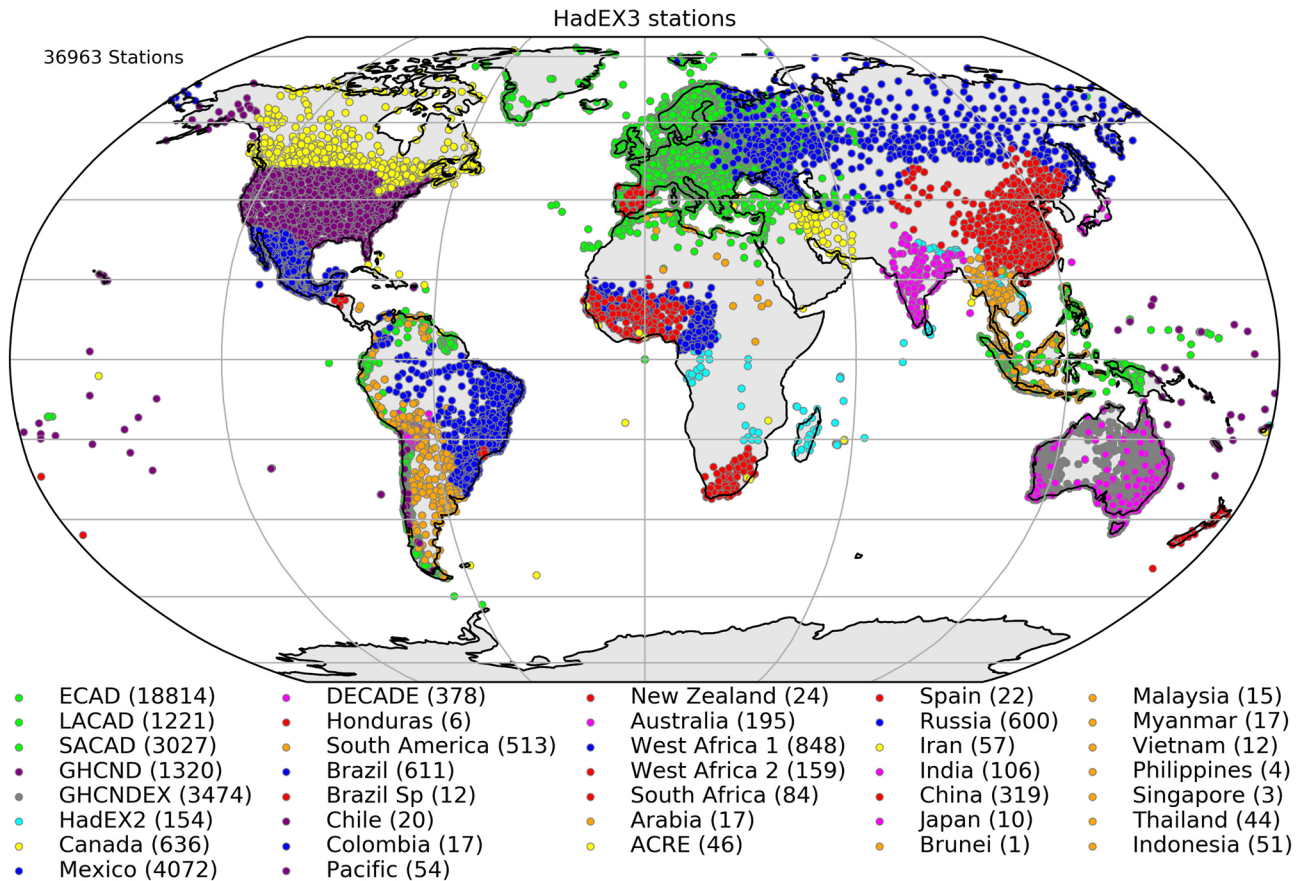 HadEX3 stations
36963 Stations
ECAD (18814)
LACAD (1221)
SACAD (3027)
GHCND (1320)
GHCNDEX (3474)
HadEX2 (154)
Canada (636)
Mexico (4072)
DECADE (378)
Honduras (6)
South America (513)
Brazil (611)
Brazil Sp (12)
Chile (20)
Colombia (17)
Pacific (54)
New Zealand (24)
Australia (195)
West Africa 1 (848)
West Africa 2 (159)
South Africa (84)
Arabia (17)
ACRE (46)
Spain (22)
Russia (600)
Iran (57)
India (106)
China (319)
Japan (10)
Brunei (1)
Malaysia (15)
Myanmar (17)
Vietnam (12)
Philippines (4)
Singapore (3)
Thailand (44)
Indonesia (51)